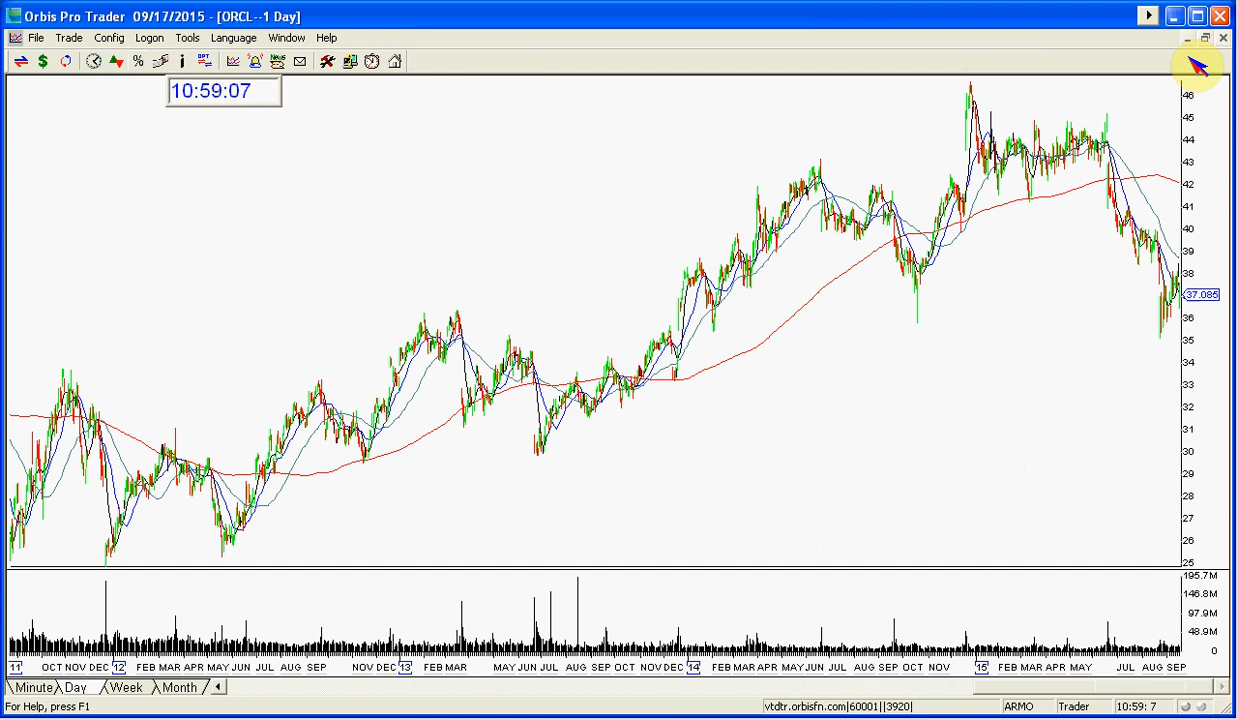 Orbis Pro Trader 09/17/2015 - [ORCL--1 Day]
File Trade Config Logon Tools Language Window Help
$ % i OPT News
10:59:07
46
45
44
43
42
41
40
39
38
37.085
36
35
34
33
32
31
30
29
28
27
26
25
195.7M
146.8M
97.9M
48.9M
0
11 OCT NOV DEC 12 FEB MAR APR MAY JUN JUL AUG SEP NOV DEC 13 FEB MAR MAY JUN JUL AUG SEP OCT NOV DEC 14 FEB MAR APR MAY JUN JUL AUG SEP OCT NOV 15 FEB MAR APR MAY JUL AUG SEP
Minute Day Week Month
For Help, press F1 vtdtr.orbisfn.com|60001||3920| ARMO Trader 10:59: 7